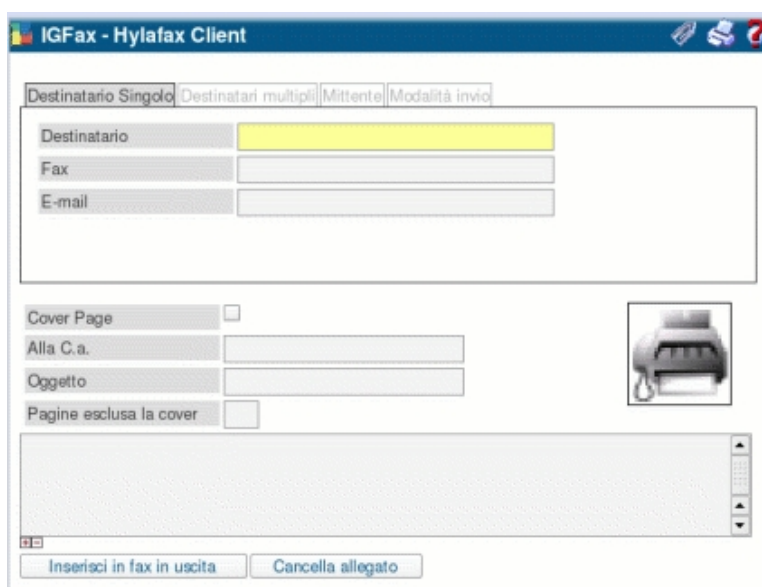 IGFax - Hylafax Client
Destinatario Singolo Destinatari multipli Mittente Modalità invio
Destinatario
Fax
E-mail
Cover Page
Alla C.a.
Oggetto
Pagine esclusa la cover
Inserisci in fax in uscita Cancella allegato